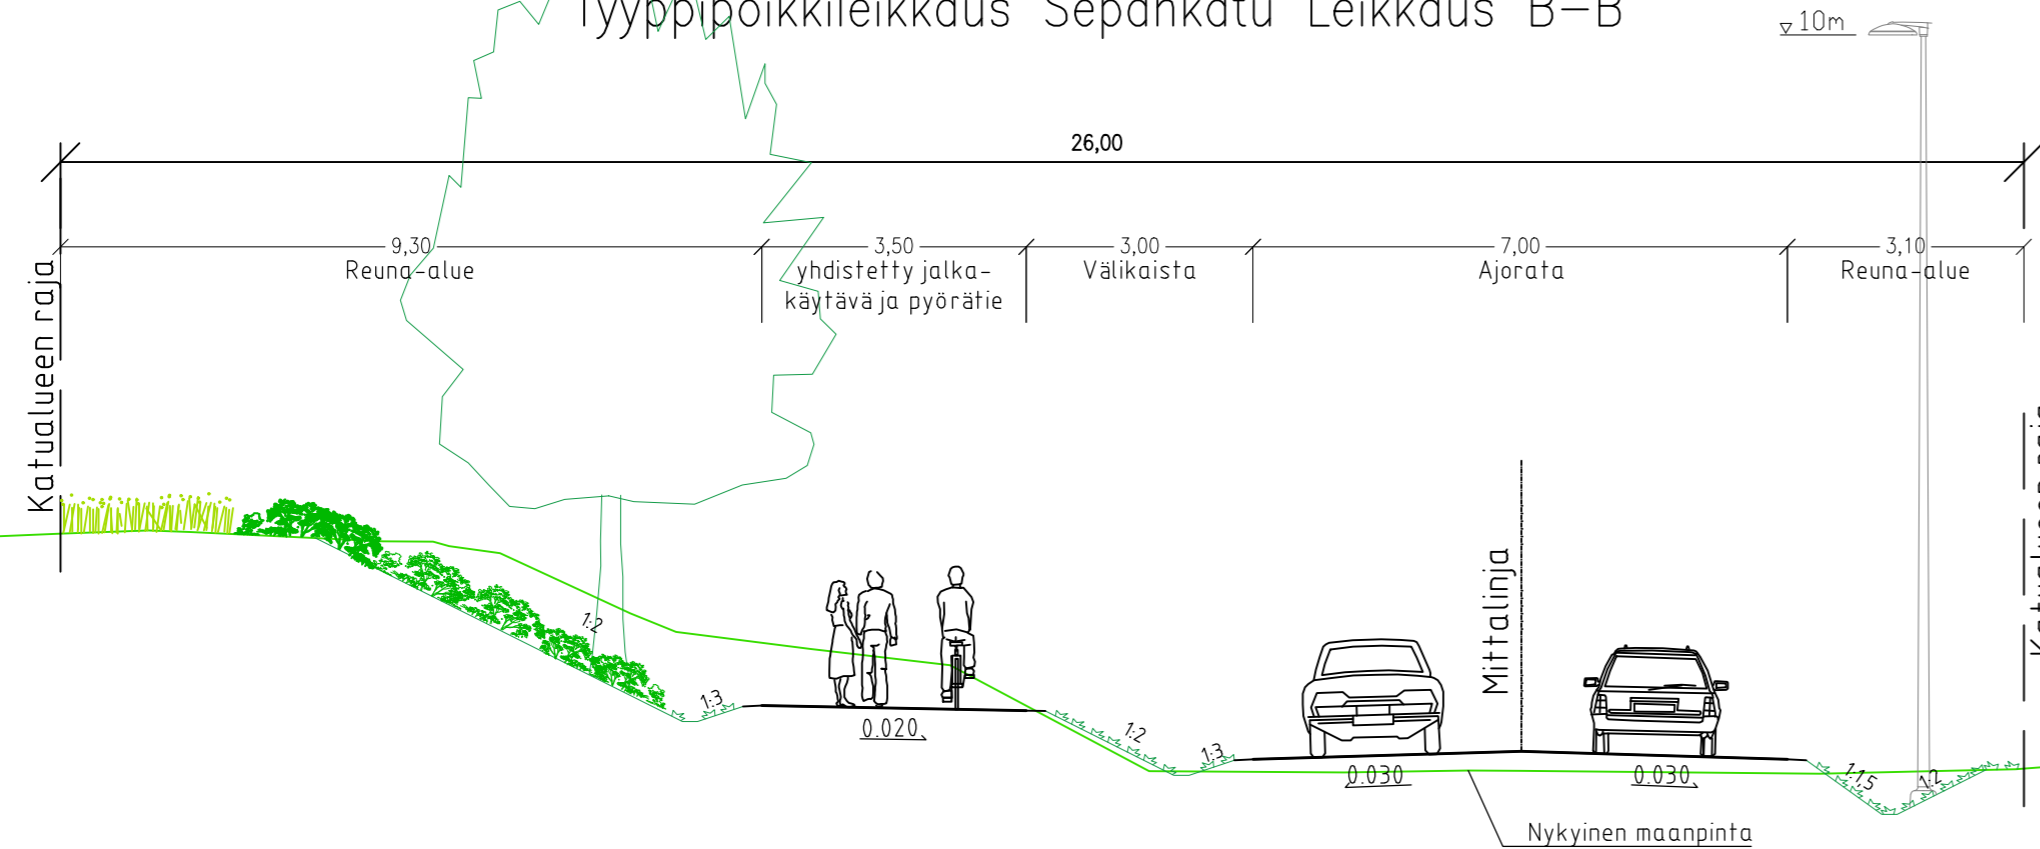 Tyyppipoikkileikkaus Sepänkatu Leikkaus B-B
10m
26,00
9,30
3,50
3,00
7,00
3,10
Reuna-alue
yhdistetty jalka-
käytävä ja pyörätie
Välikaista
Ajorata
Reuna-alue
Katualueen raja
Katualueen raja
Mittalinja
1:2
1:3
0.020
1:2
1:3
0.030
0.030
1:1,5
1:2
Nykyinen maanpinta